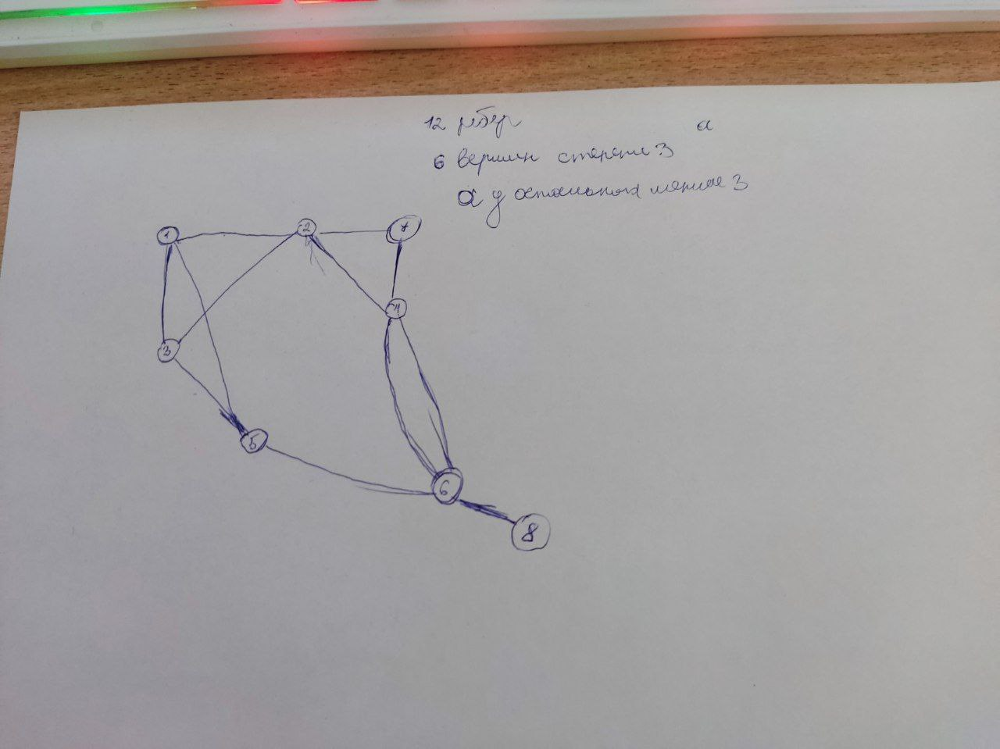 12 рёбер
а
6 вершин степени 3
а у остальных меньше 3
1 2 7
4
3
5
6
8